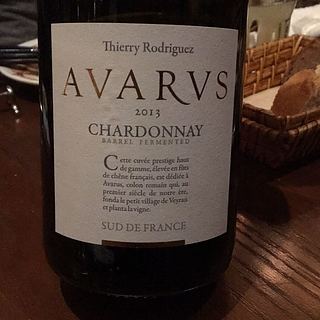 Thierry Rodriguez
AVARVS
2013
CHARDONNAY
BARREL FERMENTED
Cette cuvée prestige haut
de gamme, élevée en fûts
de chêne français, est dédiée à
Avarus, colon romain qui, au
premier siècle de notre ère,
fonda le petit village de Veyran
et planta la vigne.
SUD DE FRANCE